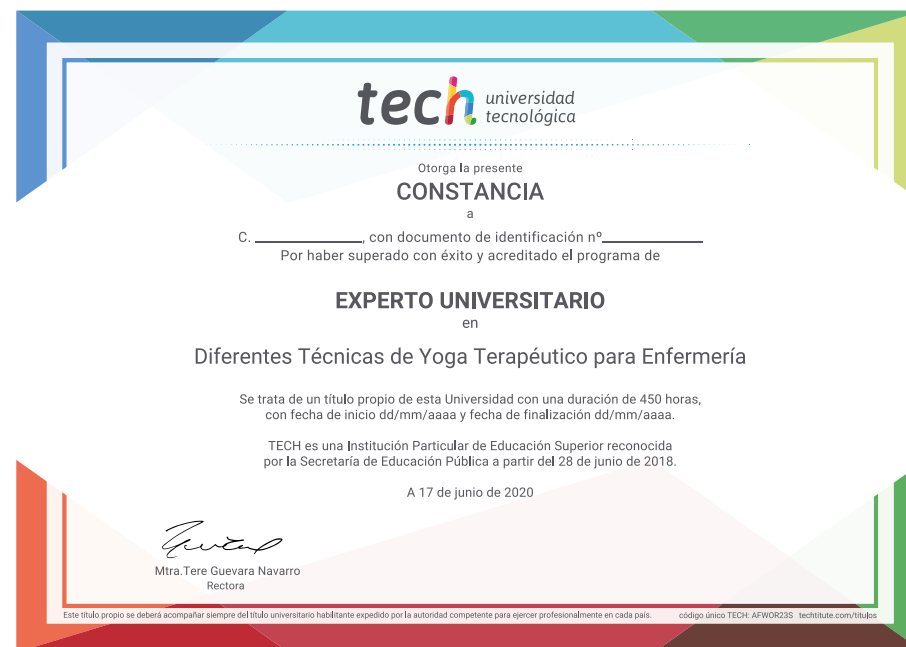 tech universidad
tecnológica
Otorga la presente
CONSTANCIA
a
C. ______________, con documento de identificación nº______________
Por haber superado con éxito y acreditado el programa de
EXPERTO UNIVERSITARIO
en
Diferentes Técnicas de Yoga Terapéutico para Enfermería
Se trata de un título propio de esta Universidad con una duración de 450 horas,
con fecha de inicio dd/mm/aaaa y fecha de finalización dd/mm/aaaa.
TECH es una Institución Particular de Educación Superior reconocida
por la Secretaría de Educación Pública a partir del 28 de junio de 2018.
A 17 de junio de 2020
Mtra.Tere Guevara Navarro
Rectora
Este título propio se deberá acompañar siempre del título universitario habilitante expedido por la autoridad competente para ejercer profesionalmente en cada país. código único TECH: AFWOR23S techtitute.com/titulos